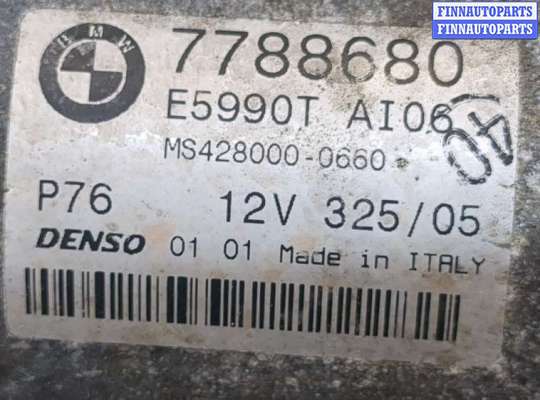 FINNAUTOPARTS
FINNAUTOPARTS
BMW
7788680
E5990T AI06
MS428000-0660
P76 12V 325/05
DENSO 01 01 Made in ITALY